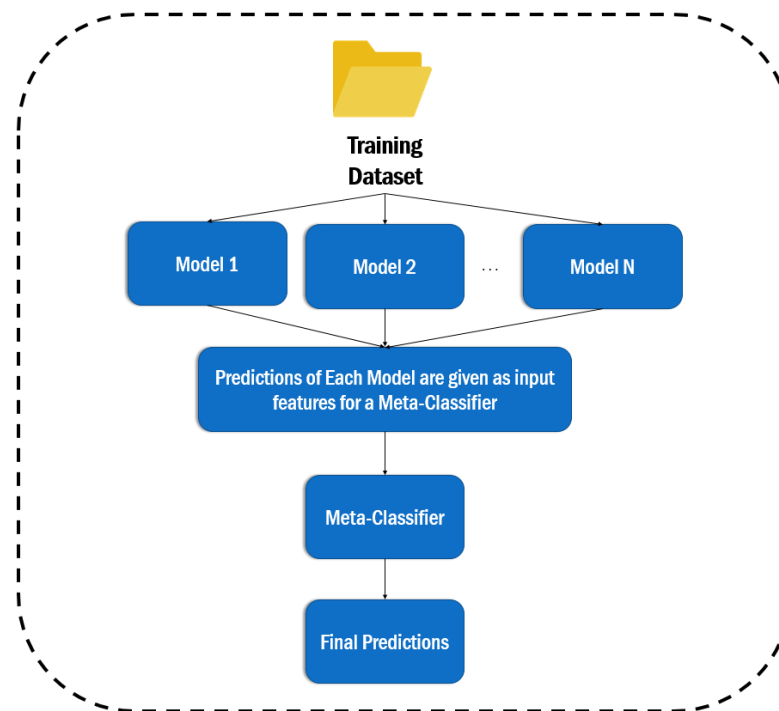 Training
Dataset
Model 1
Model 2
...
Model N
Predictions of Each Model are given as input
features for a Meta-Classifier
Meta-Classifier
Final Predictions